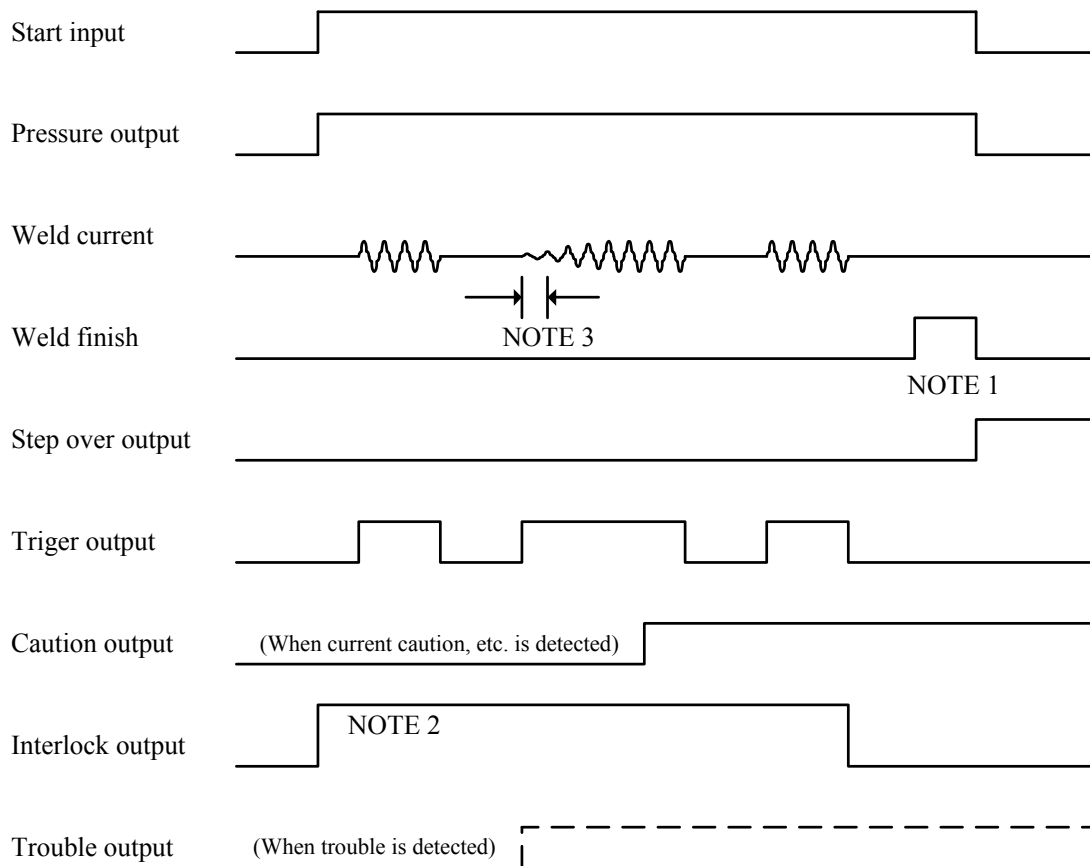 Start input
Pressure output
Weld current
NOTE 3
Weld finish
NOTE 1
Step over output
Triger output
Caution output (When current caution, etc. is detected)
NOTE 2
Interlock output
Trouble output (When trouble is detected)